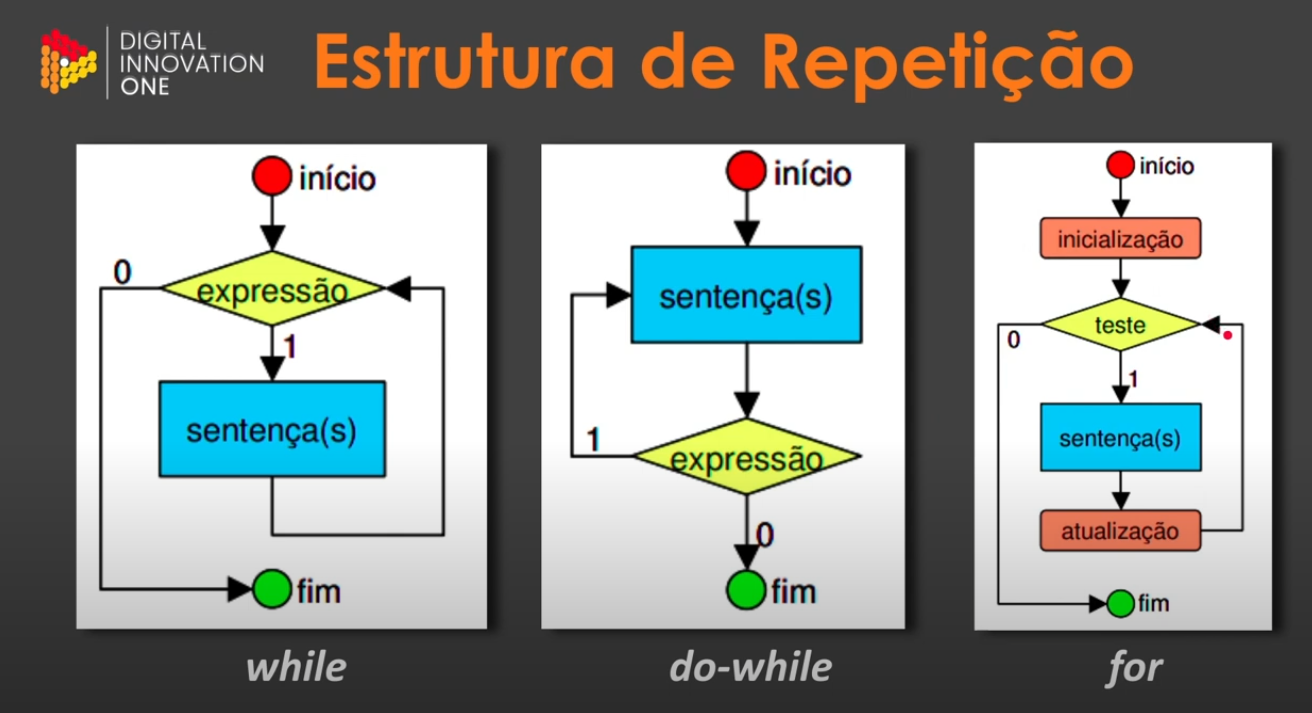 DIGITAL
INNOVATION
ONE
Estrutura de Repetição
início
expressão
0
1
sentença(s)
fim
while
início
sentença(s)
1
expressão
0
fim
do-while
início
inicialização
teste
0
1
sentença(s)
atualização
fim
for